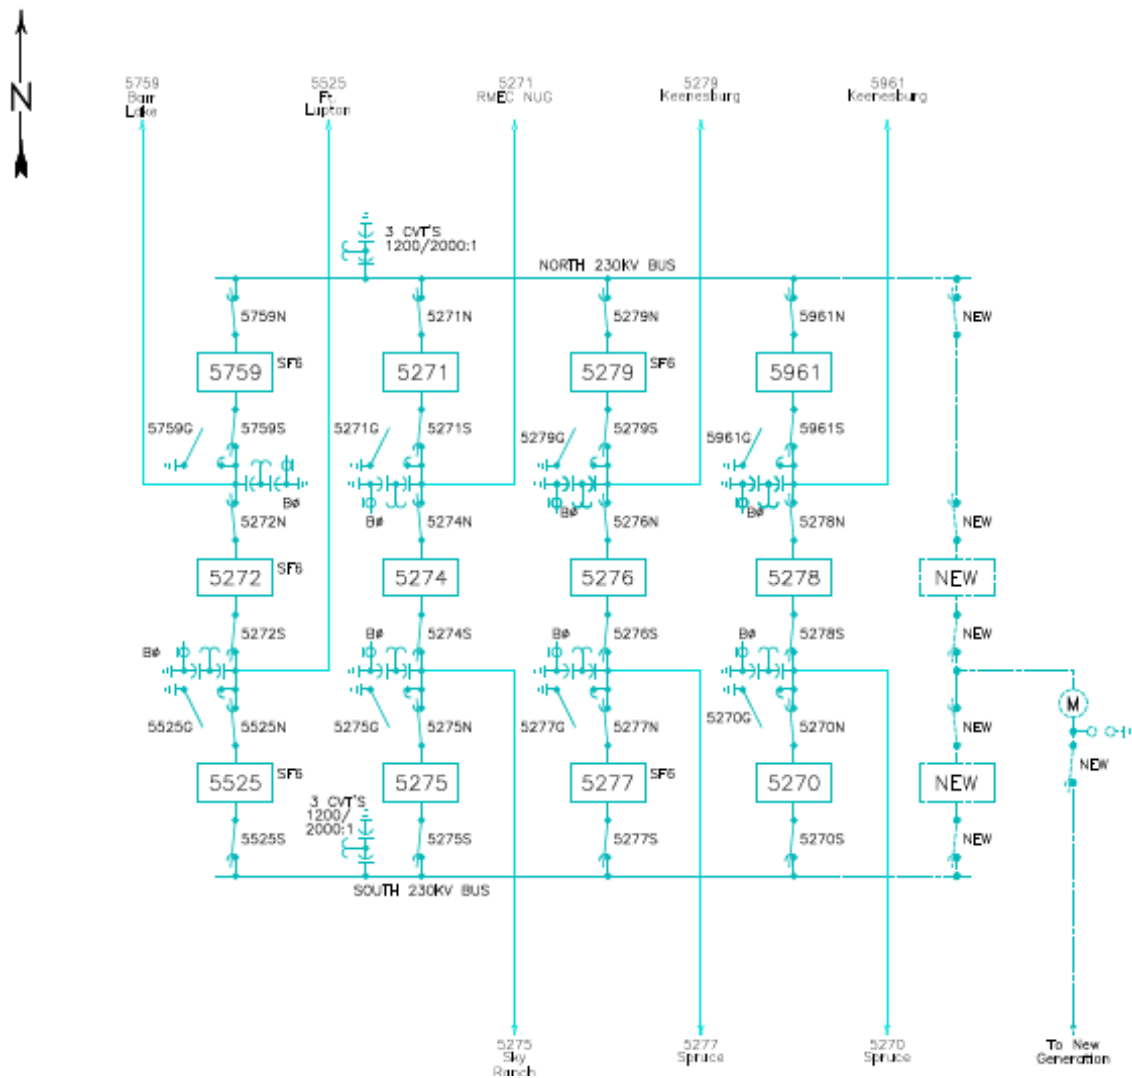 N
5759
Barr
Lake
5525
Ft.
Lupton
5271
RMEC NUG
5279
Keenesburg
5961
Keenesburg
3 CVT'S
1200/2000:1
NORTH 230KV BUS
5759N
5271N
5279N
5961N
NEW
5759
SF6
5271
5279
SF6
5961
5759G
5759S
5271G
5271S
5279G
5279S
5961G
5961S
BØ
BØ
BØ
BØ
5272N
5274N
5276N
5278N
NEW
5272
SF6
5274
5276
5278
NEW
BØ
5272S
BØ
5274S
BØ
5276S
BØ
5278S
NEW
5525G
5525N
5275G
5275N
5277G
5277N
5270G
5270N
NEW
M
NEW
5525
SF6
5275
5277
SF6
5270
NEW
3 CVT'S
1200/
2000:1
5525S
5275S
5277S
5270S
NEW
SOUTH 230KV BUS
5275
Sky
Ranch
5277
Spruce
5270
Spruce
To New
Generation